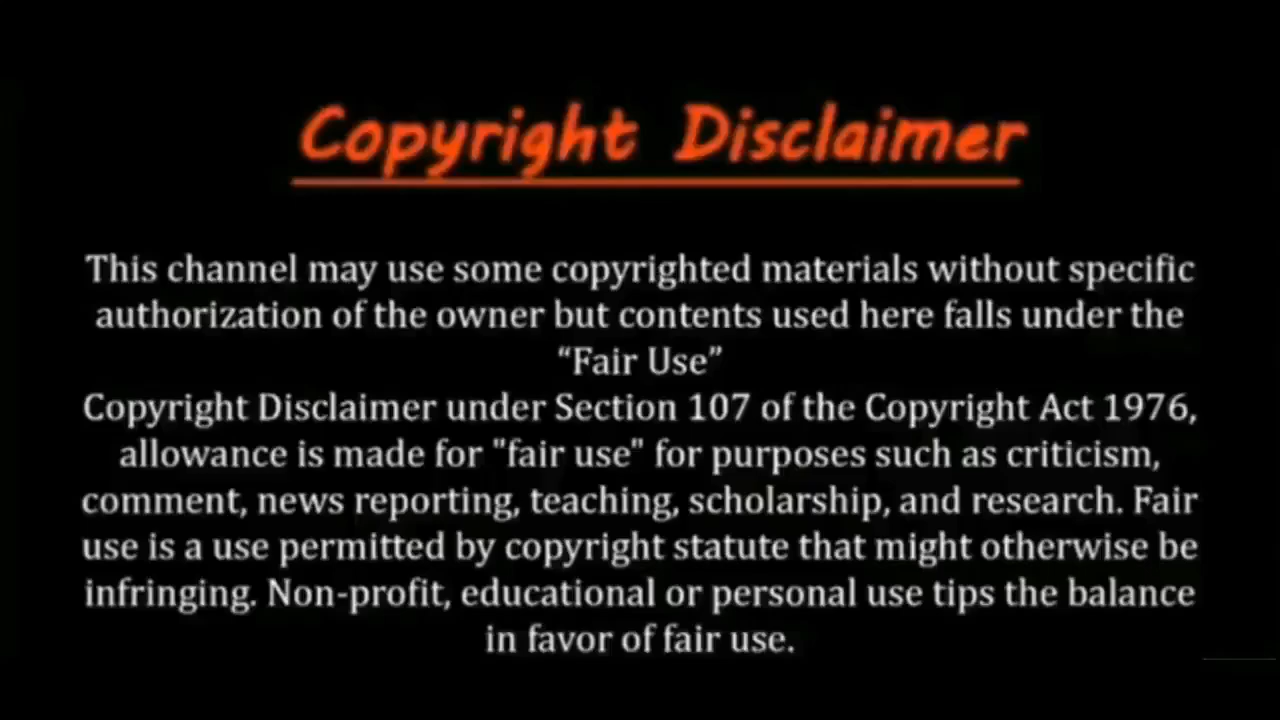 Copyright Disclaimer
This channel may use some copyrighted materials without specific
authorization of the owner but contents used here falls under the
“Fair Use”
Copyright Disclaimer under Section 107 of the Copyright Act 1976,
allowance is made for "fair use" for purposes such as criticism,
comment, news reporting, teaching, scholarship, and research. Fair
use is a use permitted by copyright statute that might otherwise be
infringing. Non-profit, educational or personal use tips the balance
in favor of fair use.